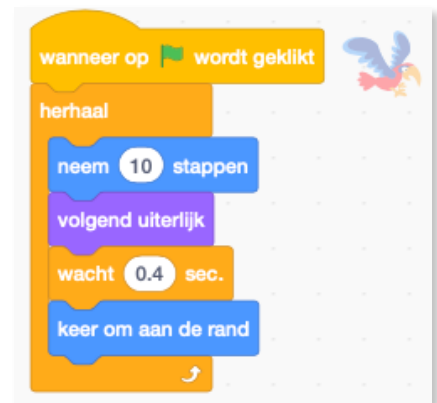 wanneer op wordt geklikt
herhaal
neem 10 stappen
volgend uiterlijk
wacht 0.4 sec.
keer om aan de rand